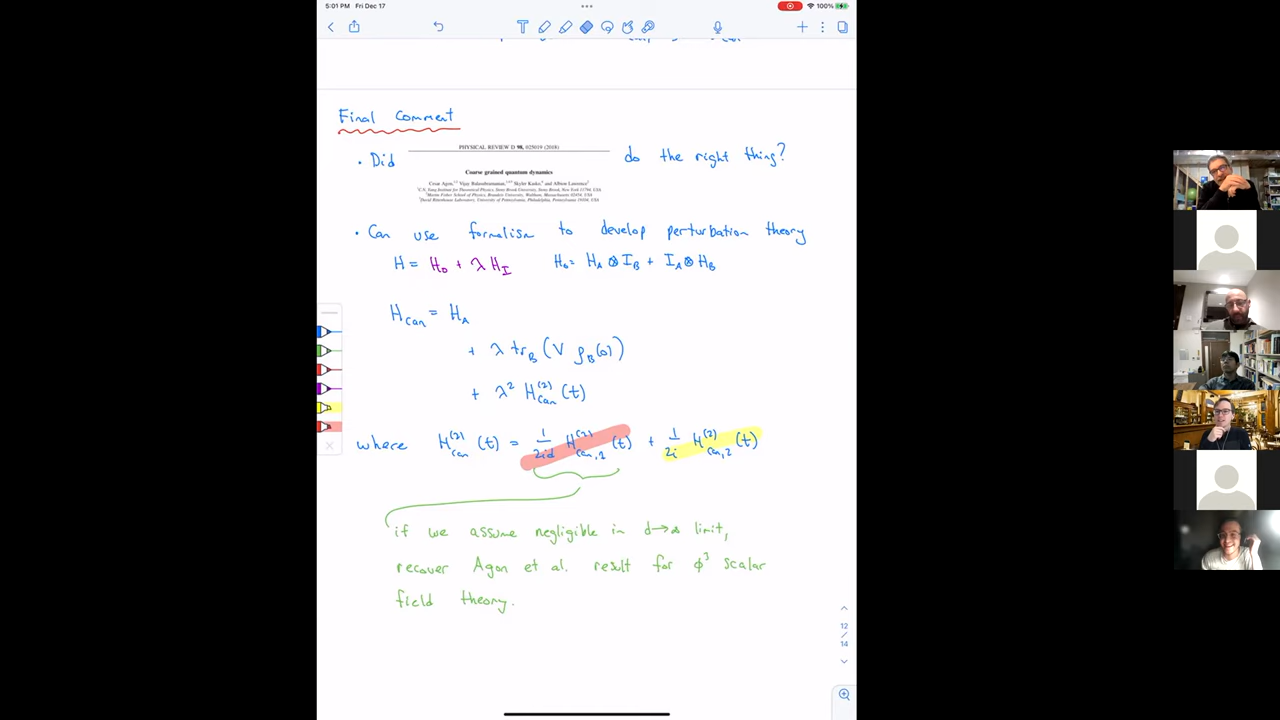 5:01 PM Fri Dec 17
100%
Final Comment
• Did
PHYSICAL REVIEW D 98, 025019 (2018)
Coarse grained quantum dynamics
do the right thing?
• Can use formalism to develop perturbation theory
H = H₀ + λ H_I H₀ = H_A ⊗ I_B + I_A ⊗ H_B
H_can = H_A
+ λ tr_B (V ρ_B(0))
+ λ² H_can^(2) (t)
where H_can^(2) (t) = 1/2id H_can,1^(2) (t) + 1/2i H_can,2^(2) (t)
if we assume negligible in d→∞ limit,
recover Agon et al. result for φ³ scalar
field theory.
12
/
14